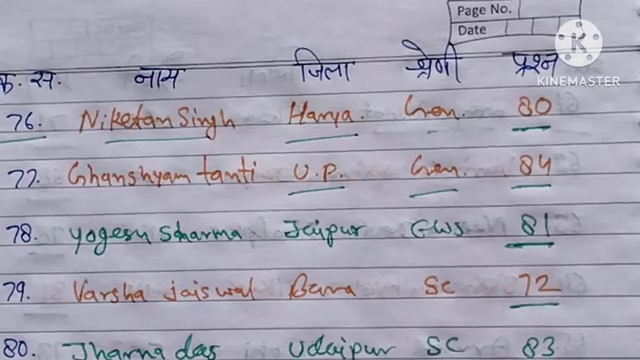 Page No.
Date
KINEMASTER
क्र. स. नाम जिला श्रेणी प्रश्न
76. Niketan Singh Harya. Gen. 80
77. Ghanshyam tanti U.P. Gen. 84
78. Yogesh Sharma Jaipur EWS 81
79. Varsha jaiswal Bara SC 72
80. Jharna das Udaipur SC 83